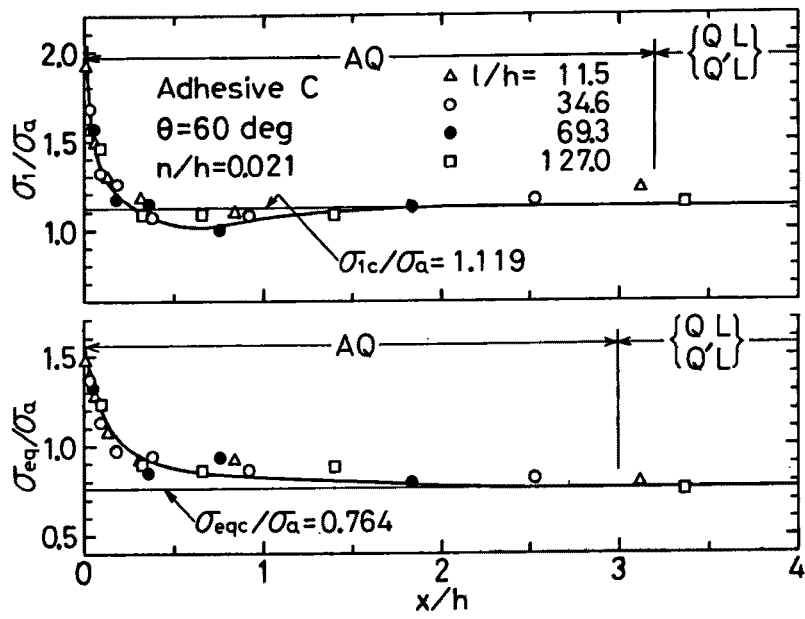 2.0
1.5
1.0
σ1/σa
AQ
{Q L
Q'L}
Adhesive C
θ=60 deg
n/h=0.021
△ l/h= 11.5
○ 34.6
● 69.3
□ 127.0
σ1c/σa=1.119
1.5
1.0
0.5
σeq/σa
AQ
{Q L
Q'L}
σeqc/σa=0.764
0 1 2 3 4
x/h